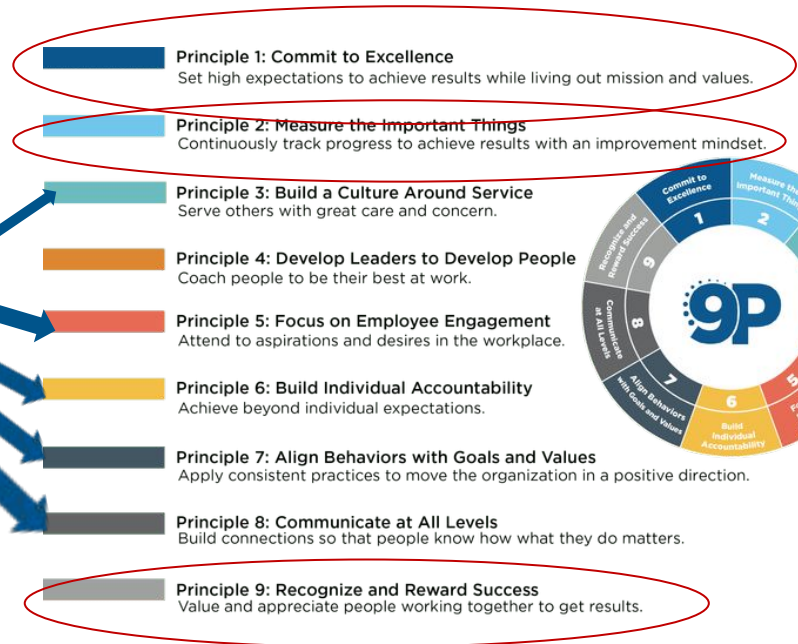 Principle 1: Commit to Excellence
Set high expectations to achieve results while living out mission and values.
Principle 2: Measure the Important Things
Continuously track progress to achieve results with an improvement mindset.
Principle 3: Build a Culture Around Service
Serve others with great care and concern.
Principle 4: Develop Leaders to Develop People
Coach people to be their best at work.
Principle 5: Focus on Employee Engagement
Attend to aspirations and desires in the workplace.
Principle 6: Build Individual Accountability
Achieve beyond individual expectations.
Principle 7: Align Behaviors with Goals and Values
Apply consistent practices to move the organization in a positive direction.
Principle 8: Communicate at All Levels
Build connections so that people know how what they do matters.
Principle 9: Recognize and Reward Success
Value and appreciate people working together to get results.
Commit to
Excellence
1
Measure the
Important
2
5
Build
Individual
Accountability
6
Align Behaviors
with Goals and Values
7
Communicate
at All Levels
8
Recognize and
Reward Success
9
9P